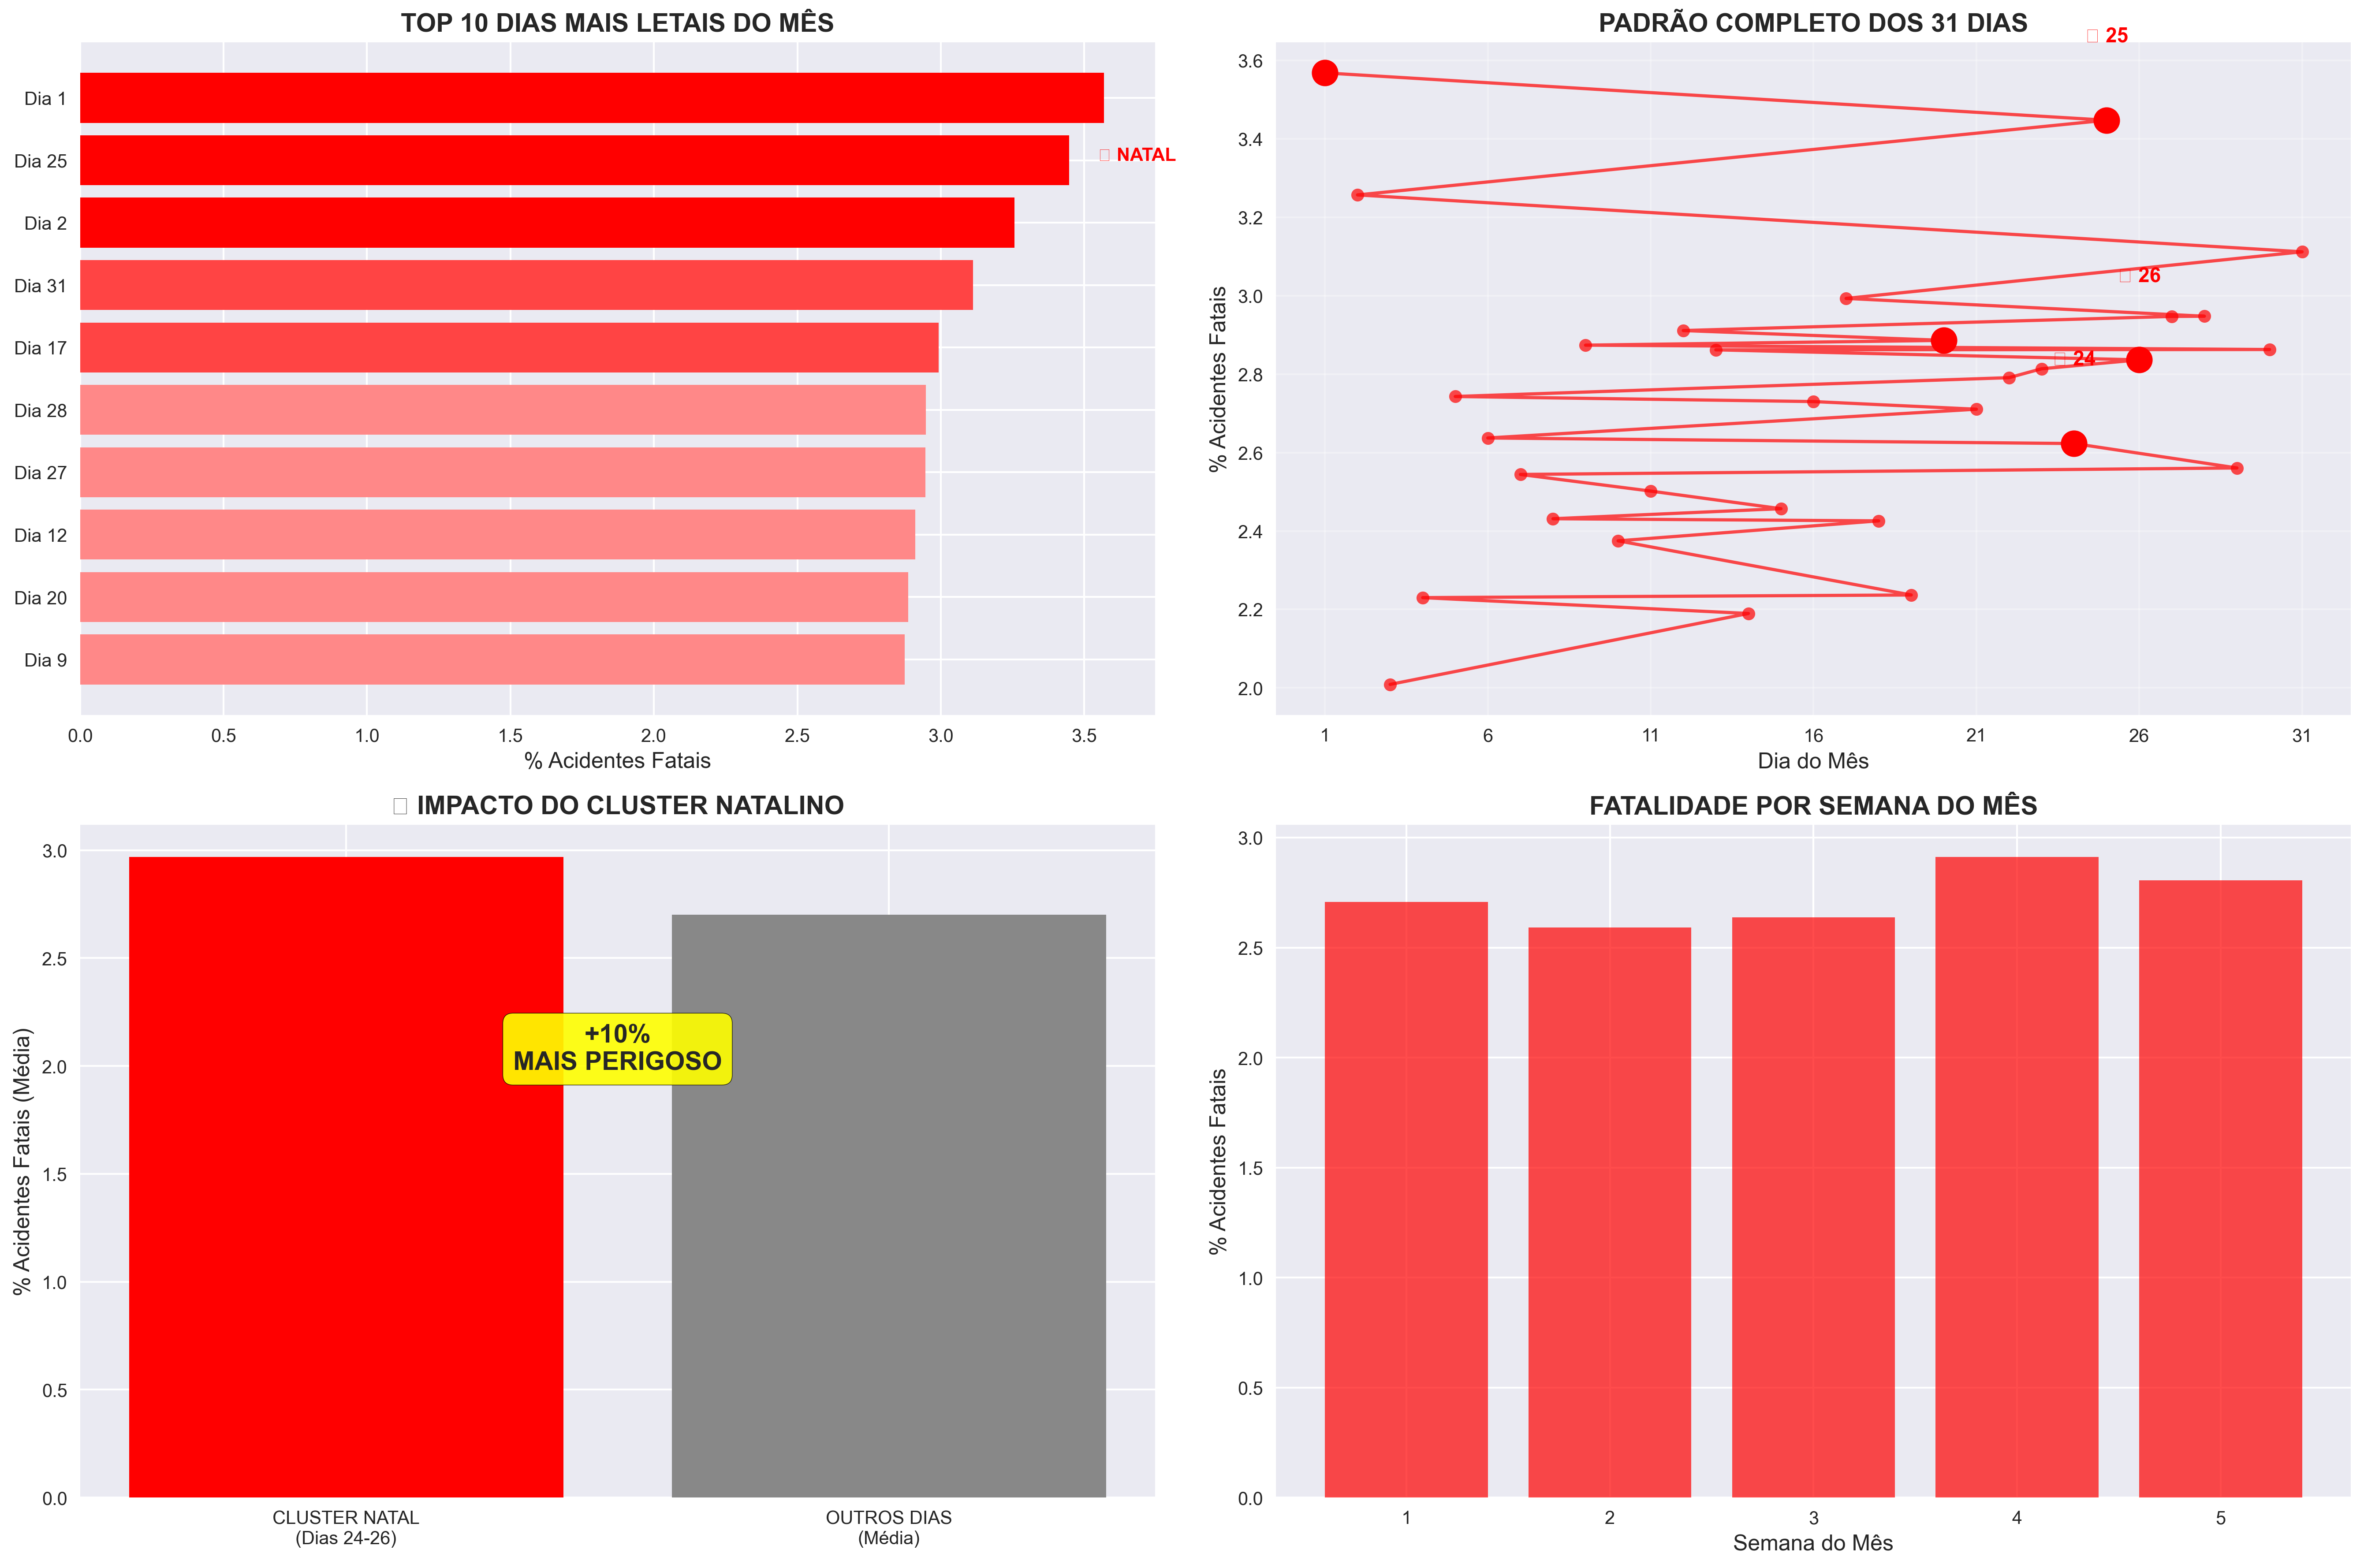 TOP 10 DIAS MAIS LETAIS DO MÊS
Dia 1
Dia 25
NATAL
Dia 2
Dia 31
Dia 17
Dia 28
Dia 27
Dia 12
Dia 20
Dia 9
0.0 0.5 1.0 1.5 2.0 2.5 3.0 3.5
% Acidentes Fatais
PADRÃO COMPLETO DOS 31 DIAS
25
26
24
3.6
3.4
3.2
3.0
2.8
2.6
2.4
2.2
2.0
% Acidentes Fatais
1 6 11 16 21 26 31
Dia do Mês
IMPACTO DO CLUSTER NATALINO
3.0
2.5
2.0
1.5
1.0
0.5
0.0
% Acidentes Fatais (Média)
+10%
MAIS PERIGOSO
CLUSTER NATAL
(Dias 24-26)
OUTROS DIAS
(Média)
FATALIDADE POR SEMANA DO MÊS
3.0
2.5
2.0
1.5
1.0
0.5
0.0
% Acidentes Fatais
1 2 3 4 5
Semana do Mês